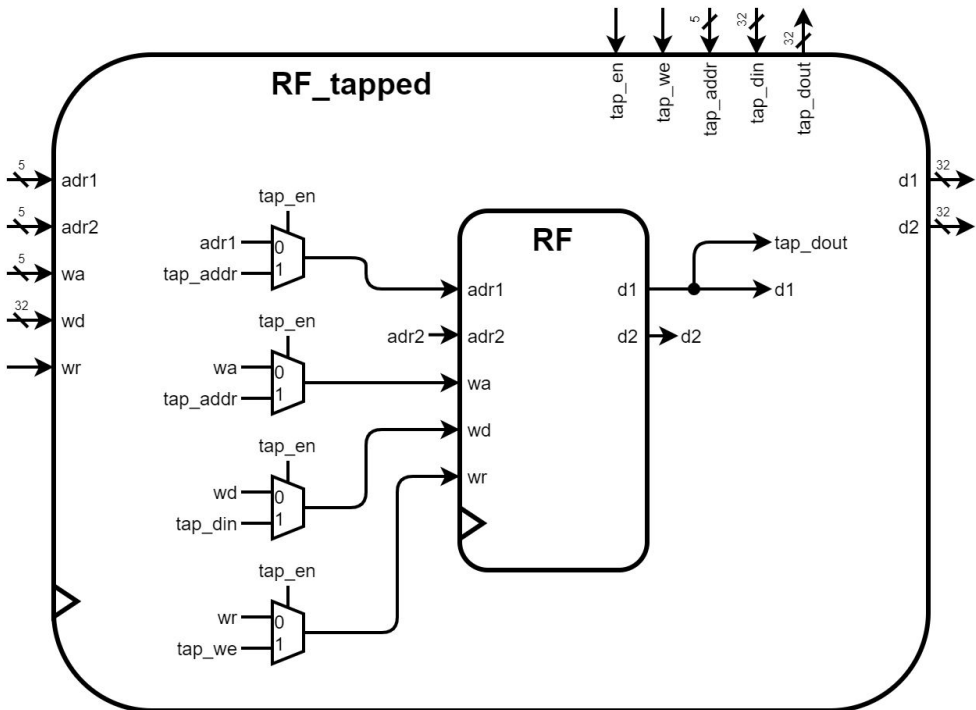 5
32
32
tap_en
tap_we
tap_addr
tap_din
tap_dout
RF_tapped
5
adr1
5
adr2
5
wa
32
wd
wr
32
d1
32
d2
tap_en
adr1
0
tap_addr
1
tap_en
wa
0
tap_addr
1
tap_en
wd
0
tap_din
1
tap_en
wr
0
tap_we
1
adr2
RF
adr1
adr2
wa
wd
wr
d1
d2
tap_dout
d1
d2